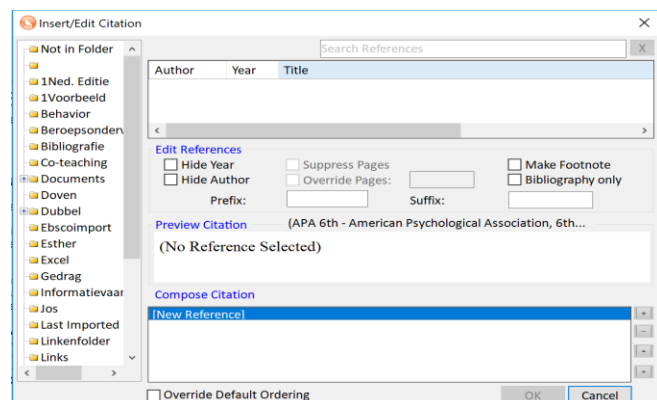 Insert/Edit Citation
Not in Folder
1Ned. Editie
1Voorbeeld
Behavior
Beroepsonderv
Bibliografie
Co-teaching
Documents
Doven
Dubbel
Ebscoimport
Esther
Excel
Gedrag
Informatievaar
Jos
Last Imported
Linkenfolder
Links
Search References X
Author Year Title
Edit References
Hide Year Suppress Pages Make Footnote
Hide Author Override Pages: Bibliography only
Prefix: Suffix:
Preview Citation (APA 6th - American Psychological Association, 6th...
(No Reference Selected)
Compose Citation
[New Reference]
Override Default Ordering OK Cancel